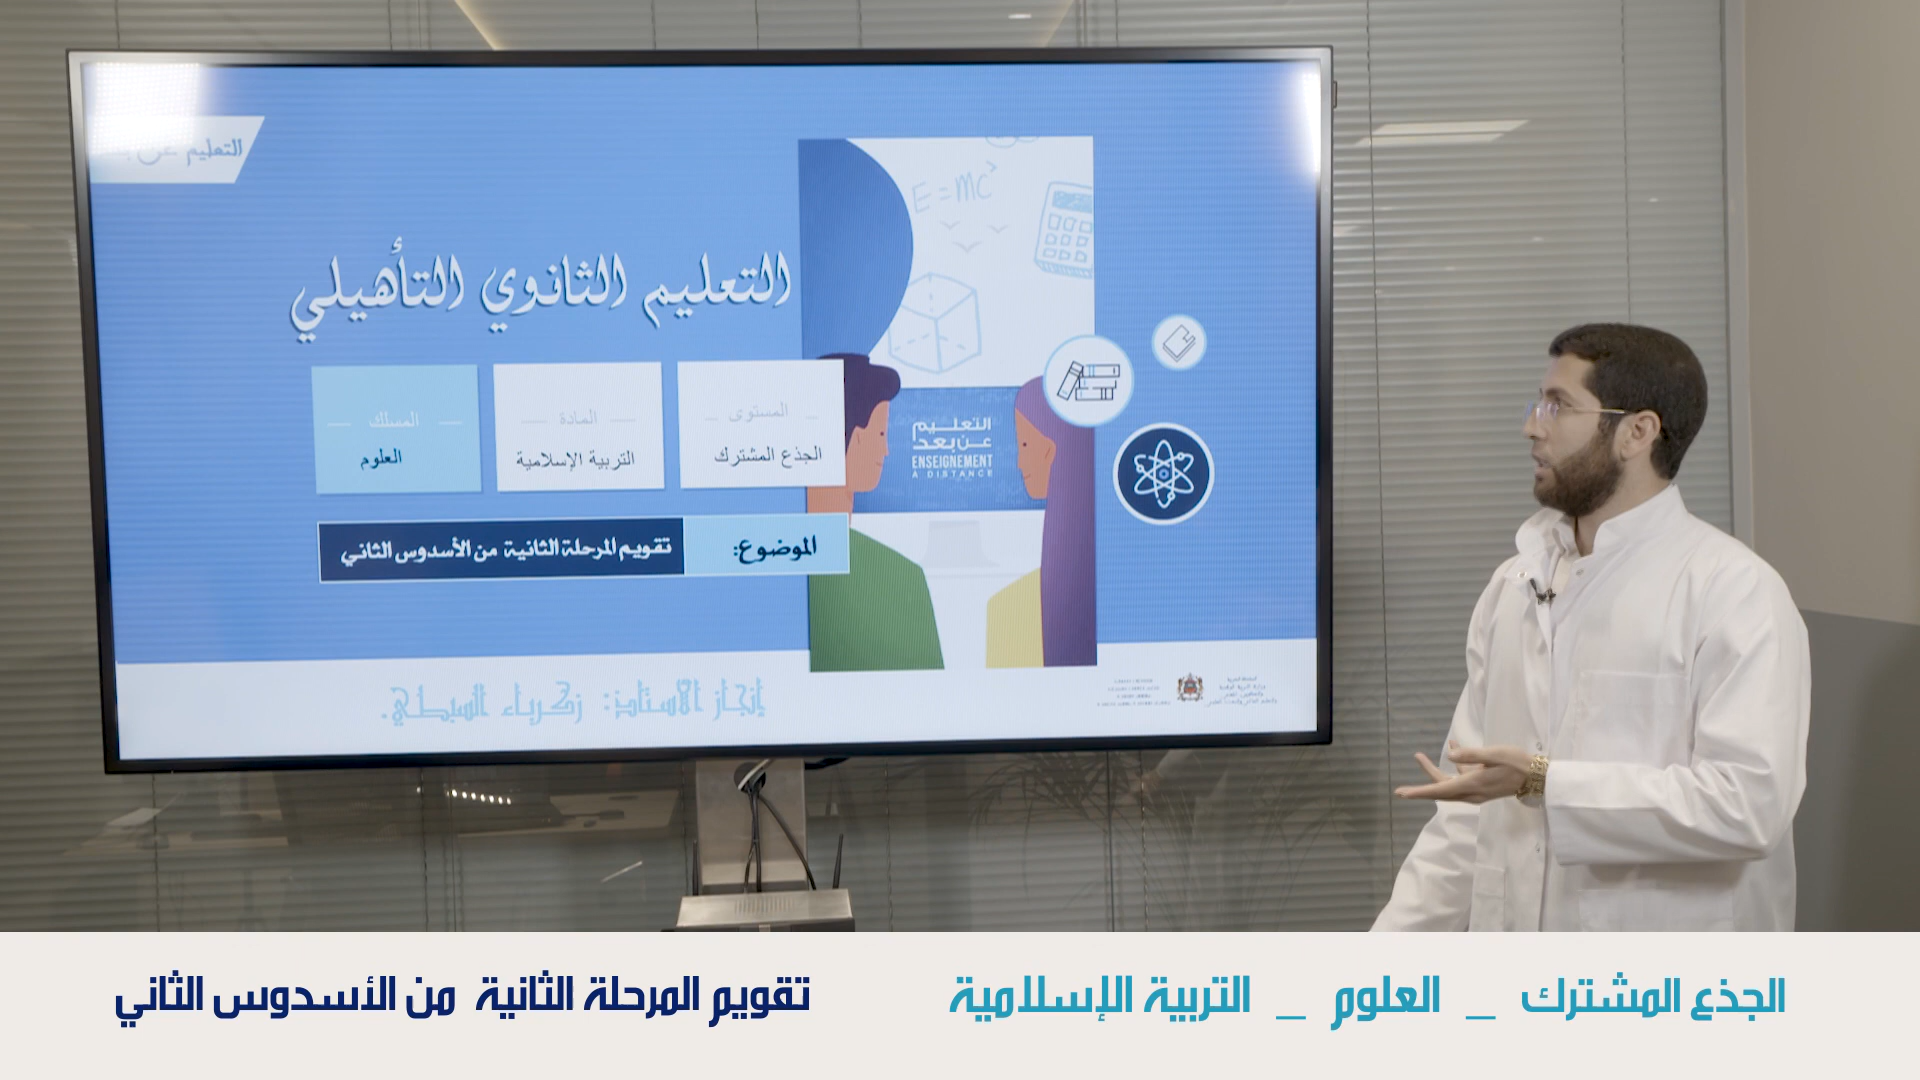 التعليم عن
E=mc²
التعليم الثانوي التأهيلي
المستوى
الجذع المشترك
المادة
التربية الإسلامية
المسلك
العلوم
التعليم
عن بعد
ENSEIGNEMENT
A DISTANCE
الموضوع:
تقويم المرحلة الثانية من الأسدوس الثاني
إنجاز الأستاذ: زكرياء السبطي.
الجذع المشترك _ العلوم _ التربية الإسلامية
تقويم المرحلة الثانية من الأسدوس الثاني